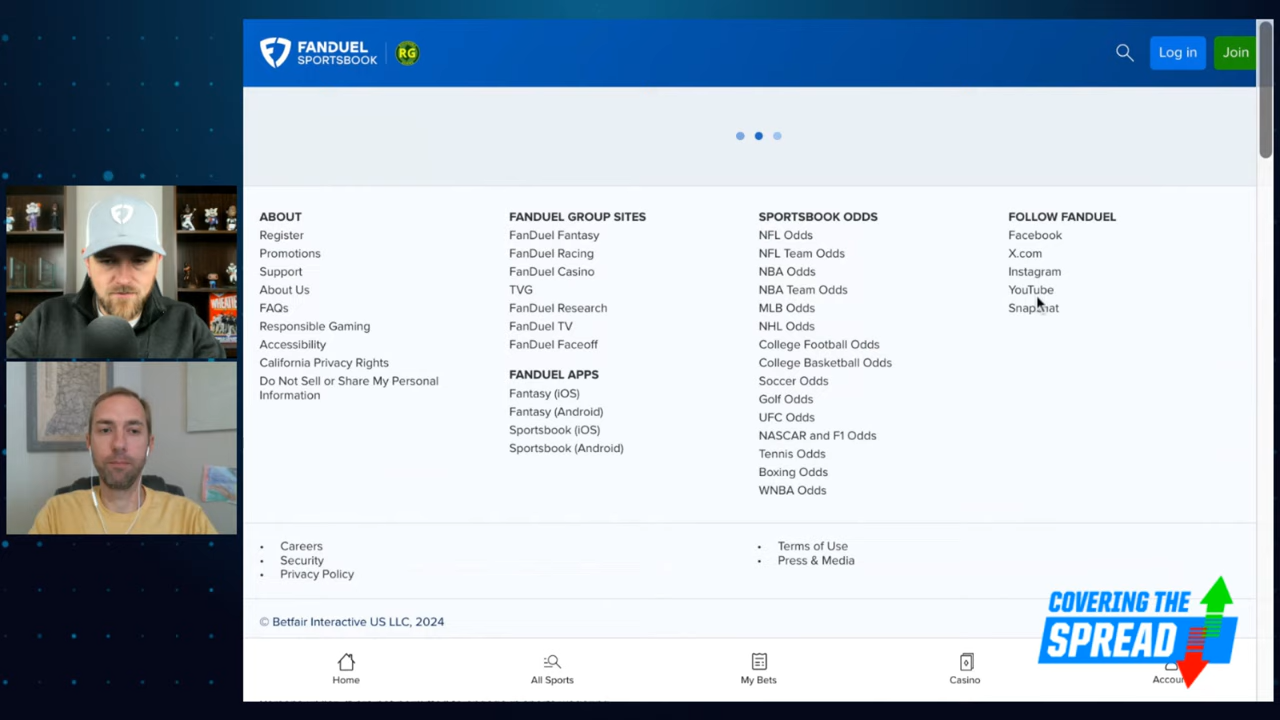 FANDUEL
SPORTSBOOK
RG
Log in
Join
ABOUT
Register
Promotions
Support
About Us
FAQs
Responsible Gaming
Accessibility
California Privacy Rights
Do Not Sell or Share My Personal
Information
FANDUEL GROUP SITES
FanDuel Fantasy
FanDuel Racing
FanDuel Casino
TVG
FanDuel Research
FanDuel TV
FanDuel Faceoff
FANDUEL APPS
Fantasy (iOS)
Fantasy (Android)
Sportsbook (iOS)
Sportsbook (Android)
SPORTSBOOK ODDS
NFL Odds
NFL Team Odds
NBA Odds
NBA Team Odds
MLB Odds
NHL Odds
College Football Odds
College Basketball Odds
Soccer Odds
Golf Odds
UFC Odds
NASCAR and F1 Odds
Tennis Odds
Boxing Odds
WNBA Odds
FOLLOW FANDUEL
Facebook
X.com
Instagram
YouTube
Snapchat
WHEATIES
• Careers
• Security
• Privacy Policy
• Terms of Use
• Press & Media
© Betfair Interactive US LLC, 2024
COVERING THE
SPREAD
Home
All Sports
My Bets
Casino
Accou